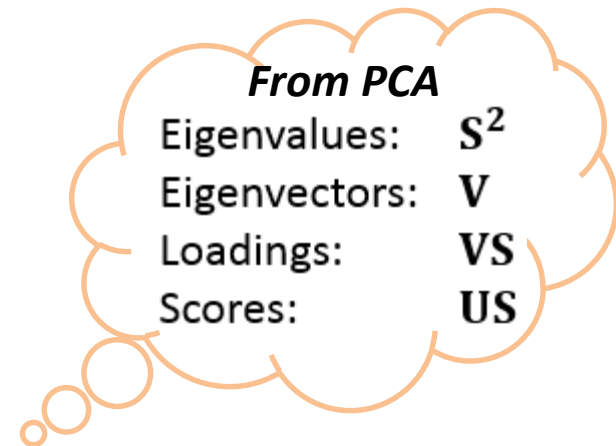 From PCA
Eigenvalues: S²
Eigenvectors: V
Loadings: VS
Scores: US